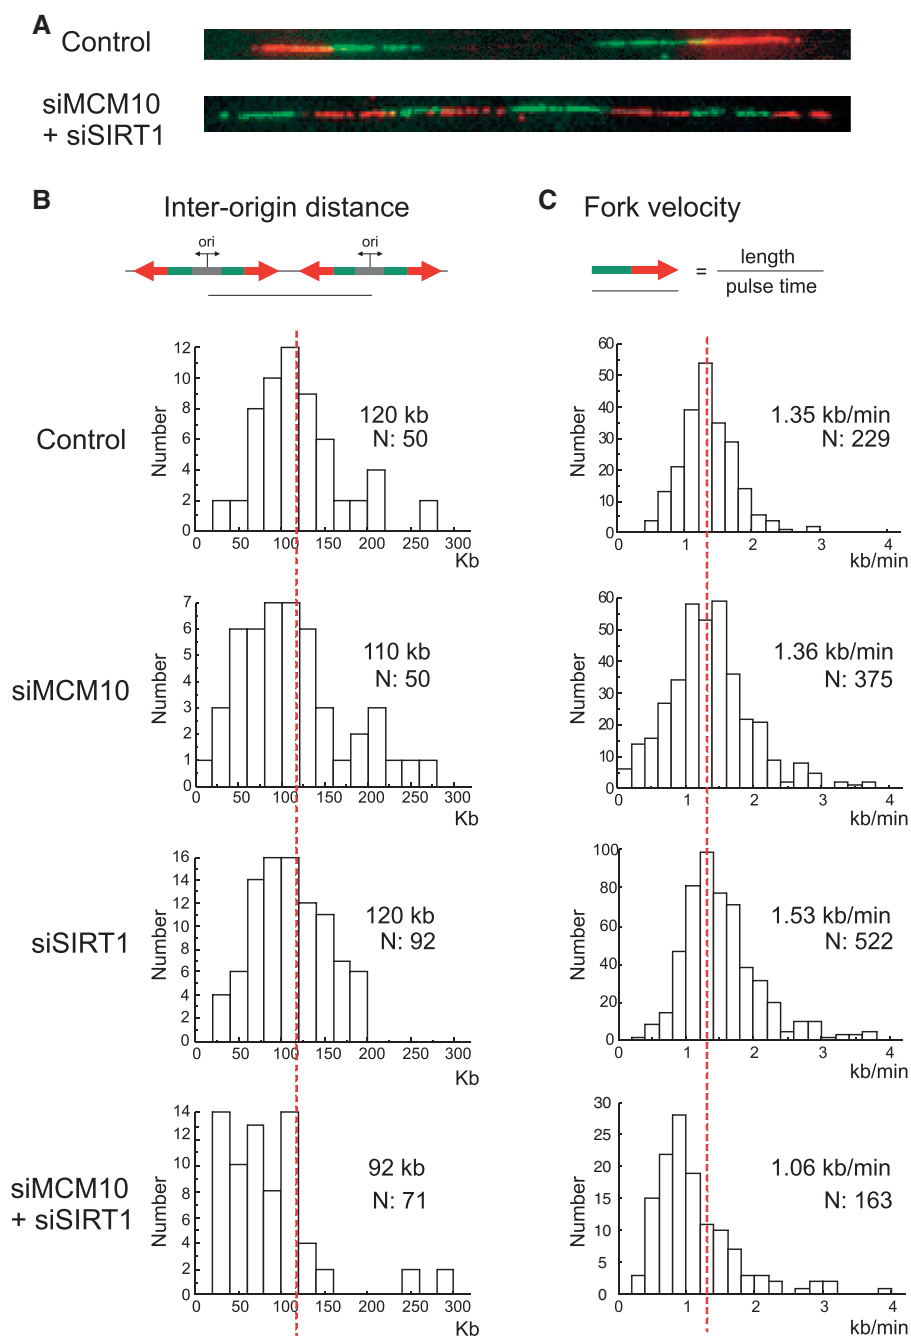 A
Control
siMCM10
+ siSIRT1
B
Inter-origin distance
ori
ori
C
Fork velocity
=
length
pulse time
Control
Number
12
10
8
6
4
2
0
120 kb
N: 50
0 50 100 150 200 250 300
Kb
Number
60
50
40
30
20
10
0
1.35 kb/min
N: 229
0 1 2 3 4
kb/min
siMCM10
Number
7
6
5
4
3
2
1
0
110 kb
N: 50
0 50 100 150 200 250 300
Kb
Number
60
50
40
30
20
10
0
1.36 kb/min
N: 375
0 1 2 3 4
kb/min
siSIRT1
Number
16
14
12
10
8
6
4
2
0
120 kb
N: 92
0 50 100 150 200 250 300
Kb
Number
100
80
60
40
20
0
1.53 kb/min
N: 522
0 1 2 3 4
kb/min
siMCM10
+ siSIRT1
Number
14
12
10
8
6
4
2
0
92 kb
N: 71
0 50 100 150 200 250 300
Kb
Number
30
25
20
15
10
5
0
1.06 kb/min
N: 163
0 1 2 3 4
kb/min